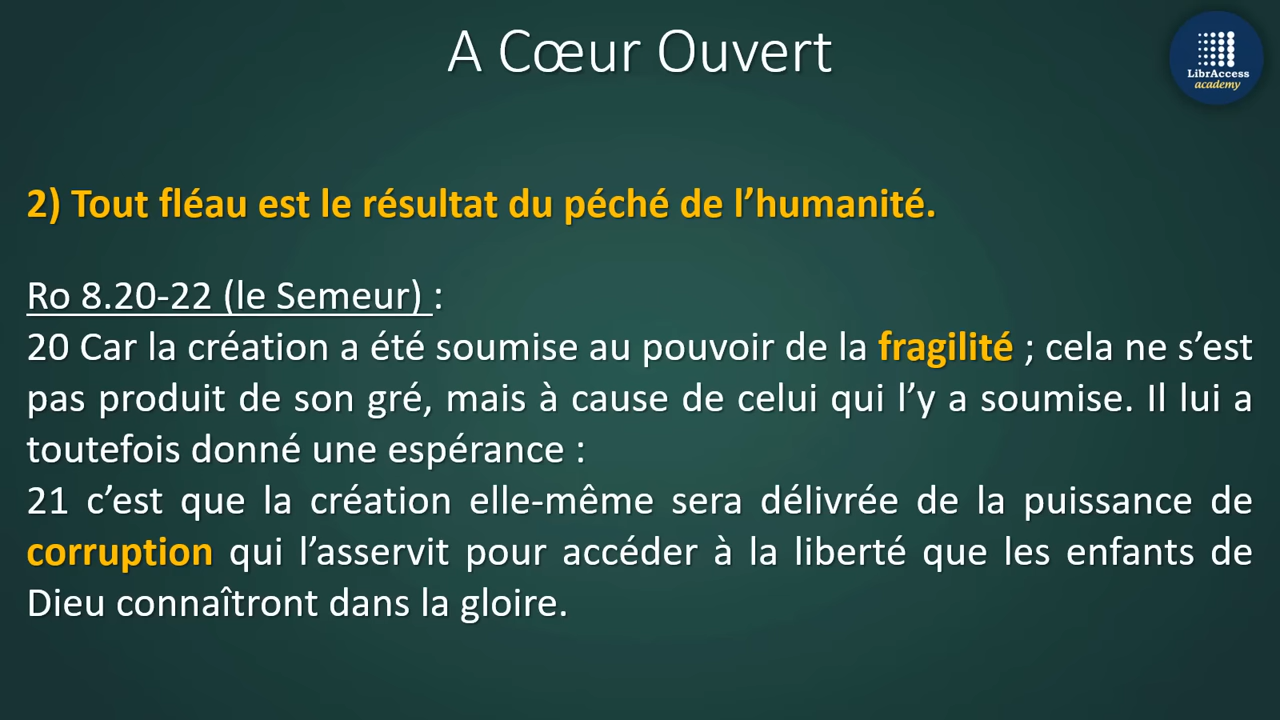 A Cœur Ouvert
LibrAccess
academy
2) Tout fléau est le résultat du péché de l’humanité.
Ro 8.20-22 (le Semeur) :
20 Car la création a été soumise au pouvoir de la fragilité ; cela ne s’est
pas produit de son gré, mais à cause de celui qui l’y a soumise. Il lui a
toutefois donné une espérance :
21 c’est que la création elle-même sera délivrée de la puissance de
corruption qui l’asservit pour accéder à la liberté que les enfants de
Dieu connaîtront dans la gloire.